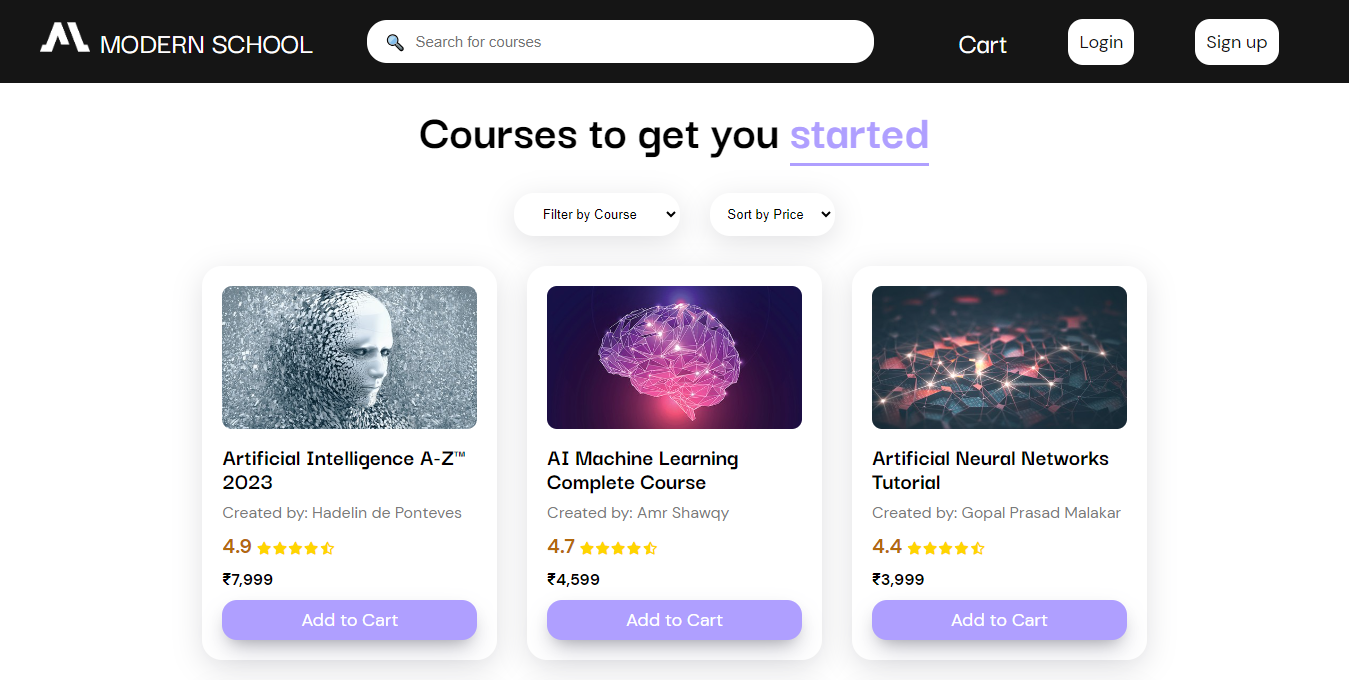 MODERN SCHOOL
Search for courses
Cart
Login
Sign up
Courses to get you started
Filter by Course
Sort by Price
Artificial Intelligence A-Z™
2023
Created by: Hadelin de Ponteves
4.9
₹7,999
Add to Cart
AI Machine Learning
Complete Course
Created by: Amr Shawqy
4.7
₹4,599
Add to Cart
Artificial Neural Networks
Tutorial
Created by: Gopal Prasad Malakar
4.4
₹3,999
Add to Cart